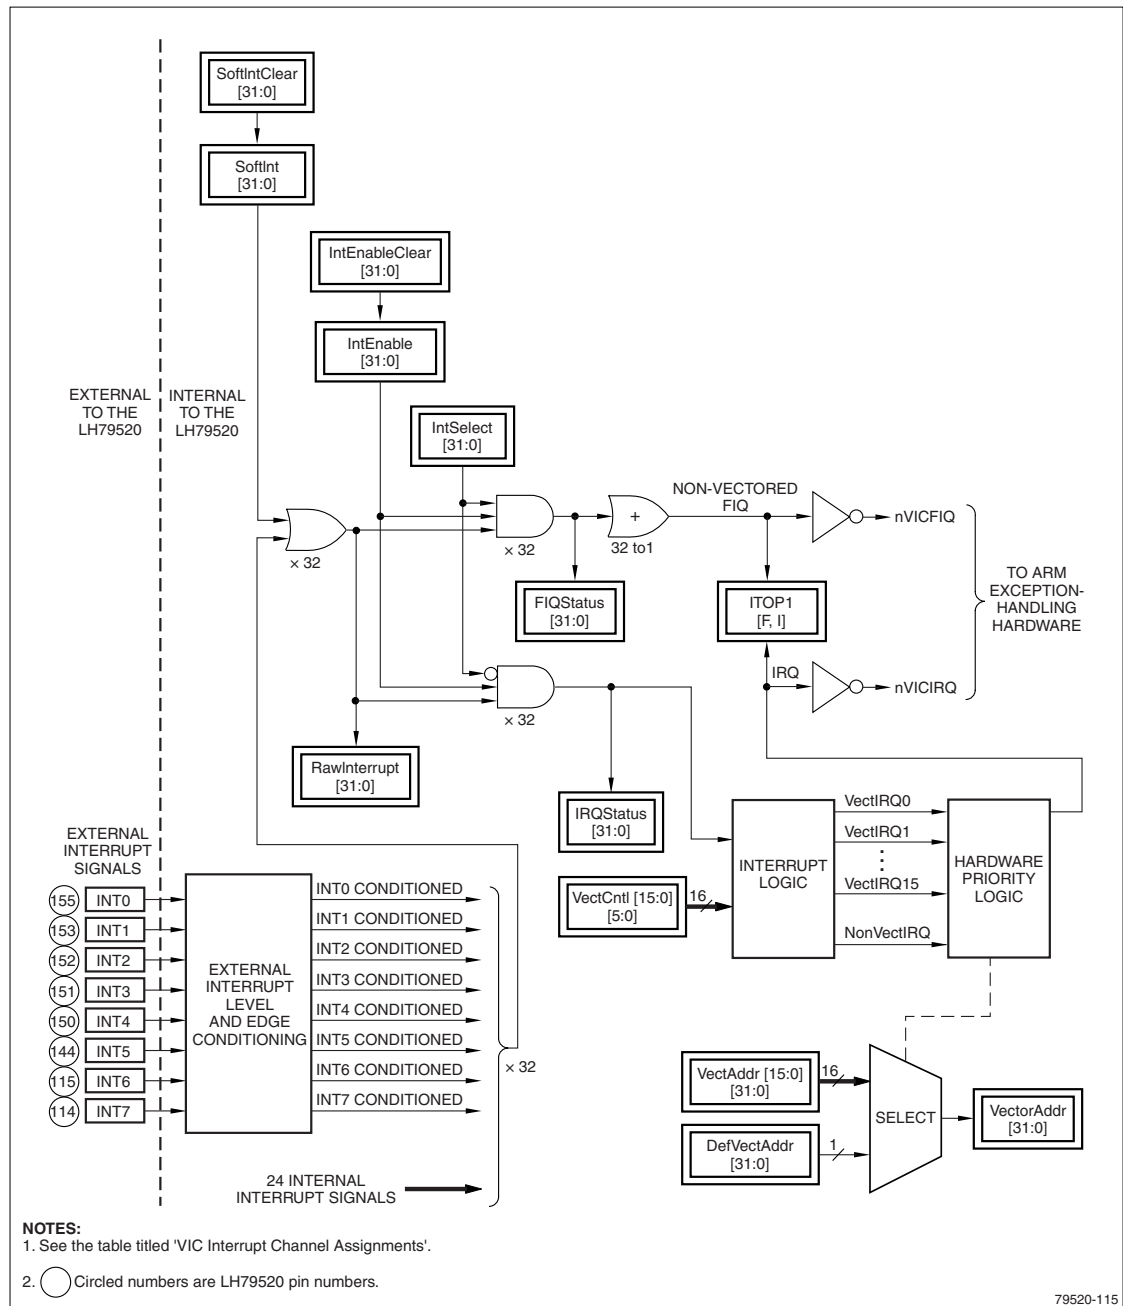 SoftIntClear
[31:0]
SoftInt
[31:0]
IntEnableClear
[31:0]
IntEnable
[31:0]
EXTERNAL
TO THE
LH79520
INTERNAL
TO THE
LH79520
IntSelect
[31:0]
× 32
× 32
+
32 to1
NON-VECTORED
FIQ
nVICFIQ
FIQStatus
[31:0]
ITOP1
[F, I]
TO ARM
EXCEPTION-
HANDLING
HARDWARE
IRQ
nVICIRQ
× 32
RawInterrupt
[31:0]
IRQStatus
[31:0]
VectCntl [15:0]
[5:0]
16
INTERRUPT
LOGIC
VectIRQ0
VectIRQ1
VectIRQ15
NonVectIRQ
HARDWARE
PRIORITY
LOGIC
EXTERNAL
INTERRUPT
SIGNALS
155 INT0
153 INT1
152 INT2
151 INT3
150 INT4
144 INT5
115 INT6
114 INT7
EXTERNAL
INTERRUPT
LEVEL
AND EDGE
CONDITIONING
INT0 CONDITIONED
INT1 CONDITIONED
INT2 CONDITIONED
INT3 CONDITIONED
INT4 CONDITIONED
INT5 CONDITIONED
INT6 CONDITIONED
INT7 CONDITIONED
× 32
24 INTERNAL
INTERRUPT SIGNALS
VectAddr [15:0]
[31:0]
16
DefVectAddr
[31:0]
1
SELECT
VectorAddr
[31:0]
NOTES:
1. See the table titled 'VIC Interrupt Channel Assignments'.
2. Circled numbers are LH79520 pin numbers.
79520-115